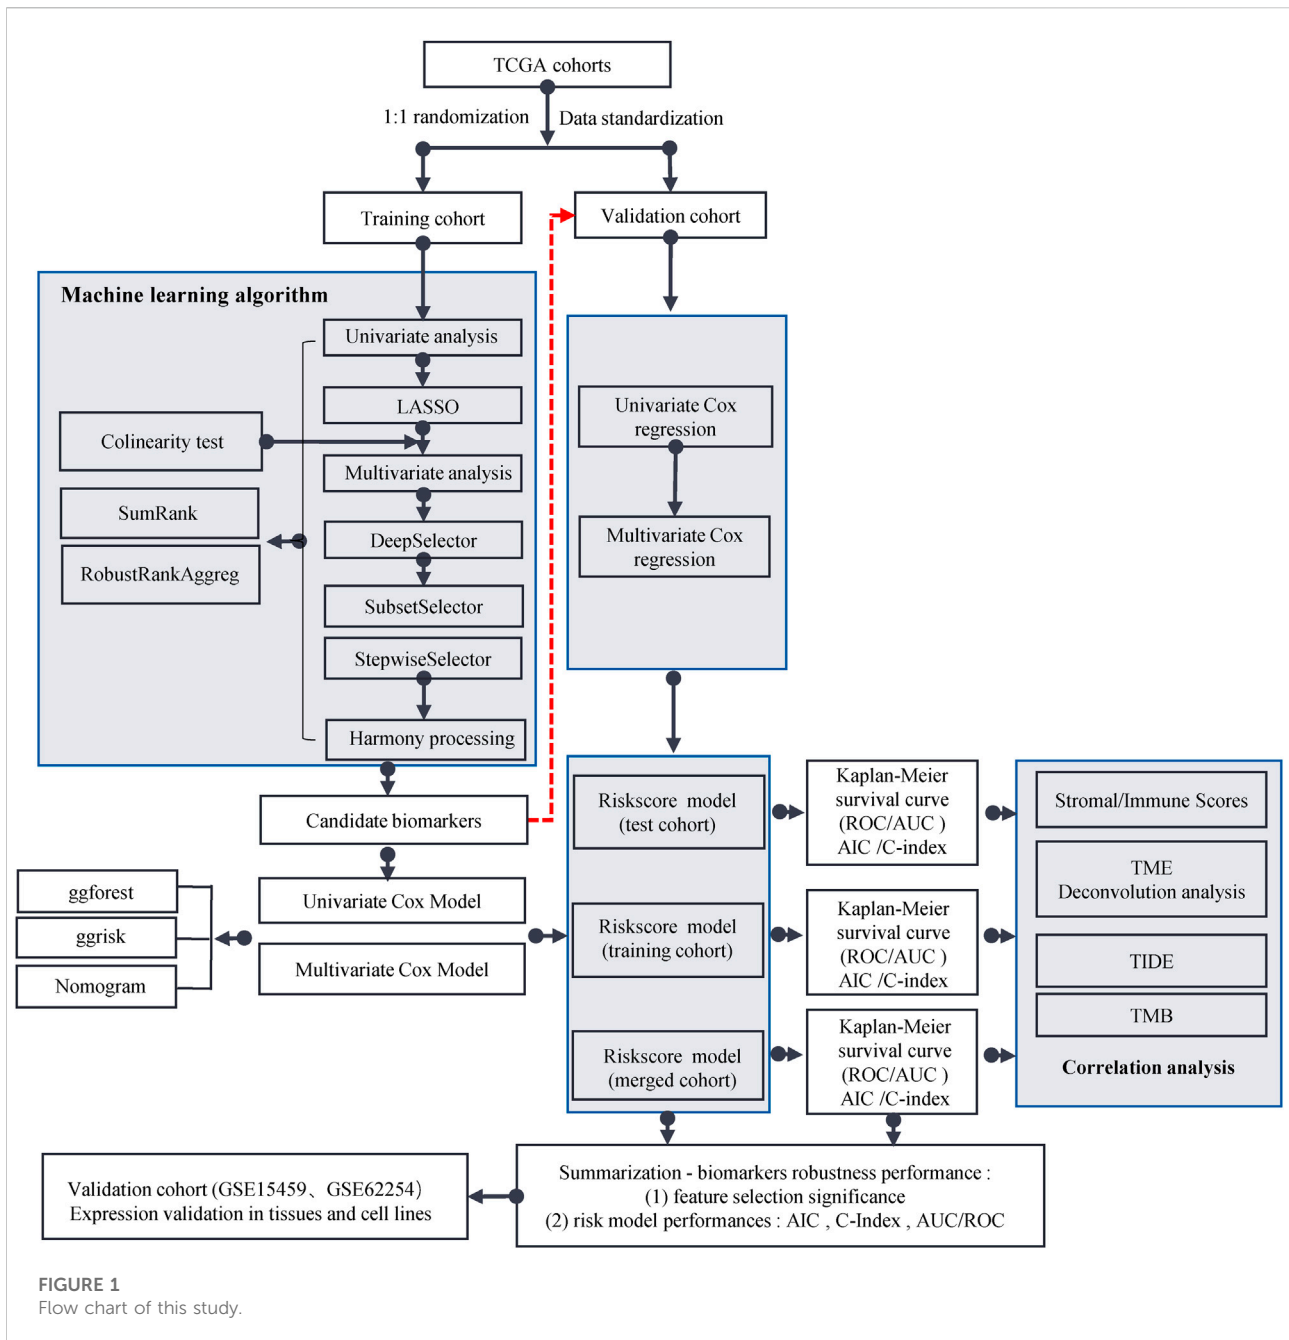 TCGA cohorts
1:1 randomization
Data standardization
Training cohort
Validation cohort
Machine learning algorithm
Univariate analysis
LASSO
Colinearity test
Multivariate analysis
SumRank
DeepSelector
RobustRankAggreg
SubsetSelector
StepwiseSelector
Harmony processing
Univariate Cox
regression
Multivariate Cox
regression
Candidate biomarkers
Univariate Cox Model
Multivariate Cox Model
ggforest
ggrisk
Nomogram
Riskscore model
(test cohort)
Riskscore model
(training cohort)
Riskscore model
(merged cohort)
Kaplan-Meier
survival curve
(ROC/AUC )
AIC /C-index
Kaplan-Meier
survival curve
(ROC/AUC )
AIC /C-index
Kaplan-Meier
survival curve
(ROC/AUC )
AIC /C-index
Stromal/Immune Scores
TME
Deconvolution analysis
TIDE
TMB
Correlation analysis
Summarization - biomarkers robustness performance :
(1) feature selection significance
(2) risk model performances : AIC , C-Index , AUC/ROC
Validation cohort (GSE15459、GSE62254)
Expression validation in tissues and cell lines
FIGURE 1
Flow chart of this study.